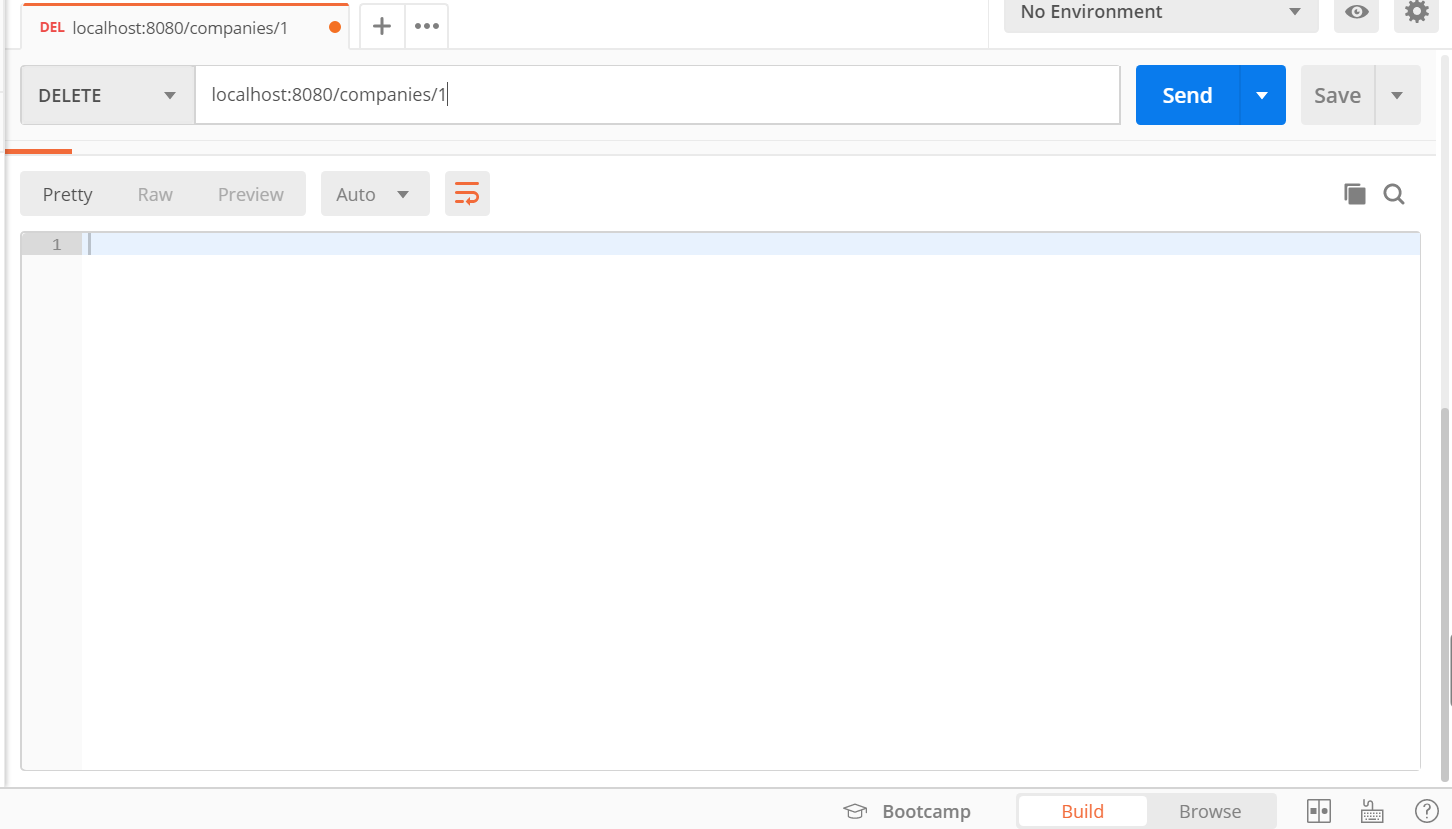 DEL localhost:8080/companies/1
No Environment
DELETE localhost:8080/companies/1 Send Save
Pretty Raw Preview Auto
1
Bootcamp Build Browse ?